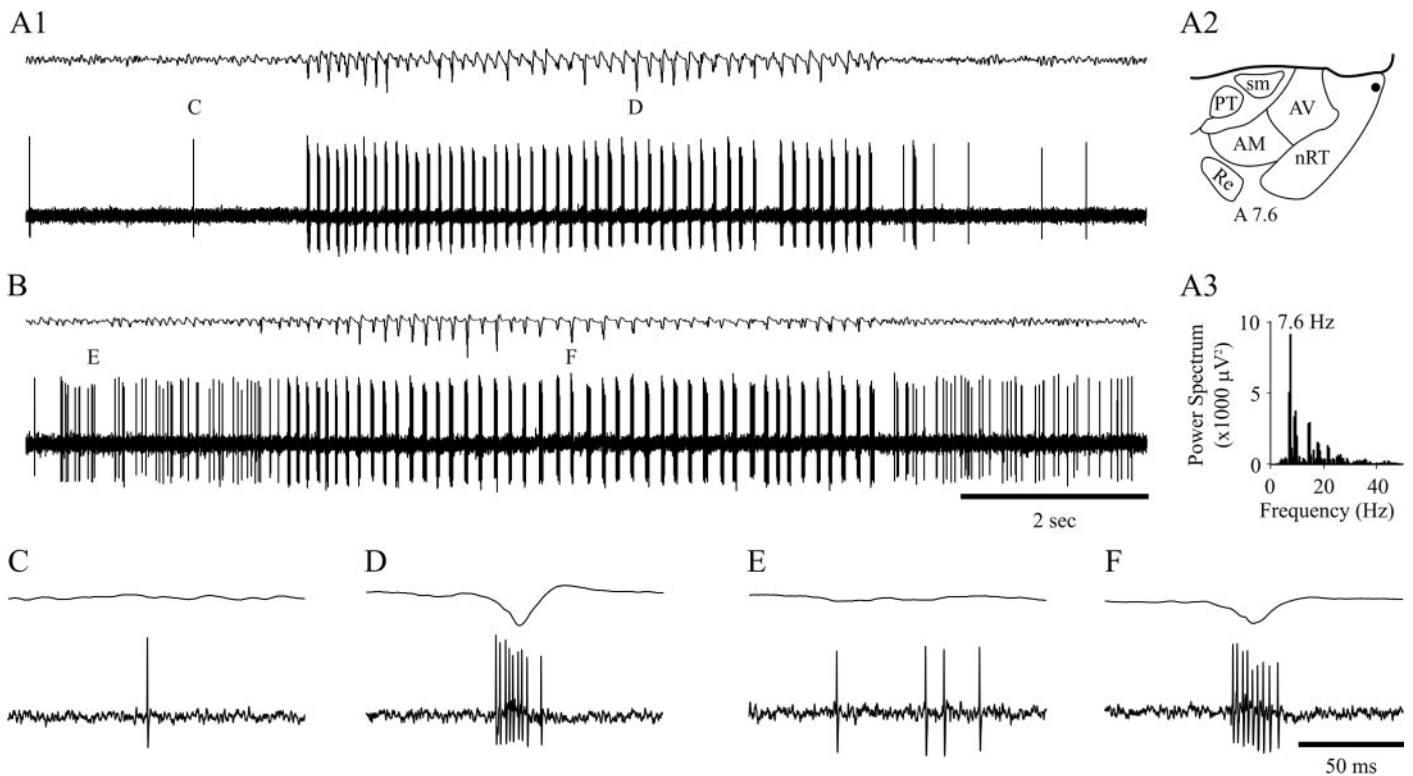 A1
C
D
A2
sm
PT
AV
AM
nRT
Re
A 7.6
B
E
F
2 sec
A3
10
7.6 Hz
5
0
Power Spectrum
(x1000 µV²)
0 20 40
Frequency (Hz)
C
D
E
F
50 ms